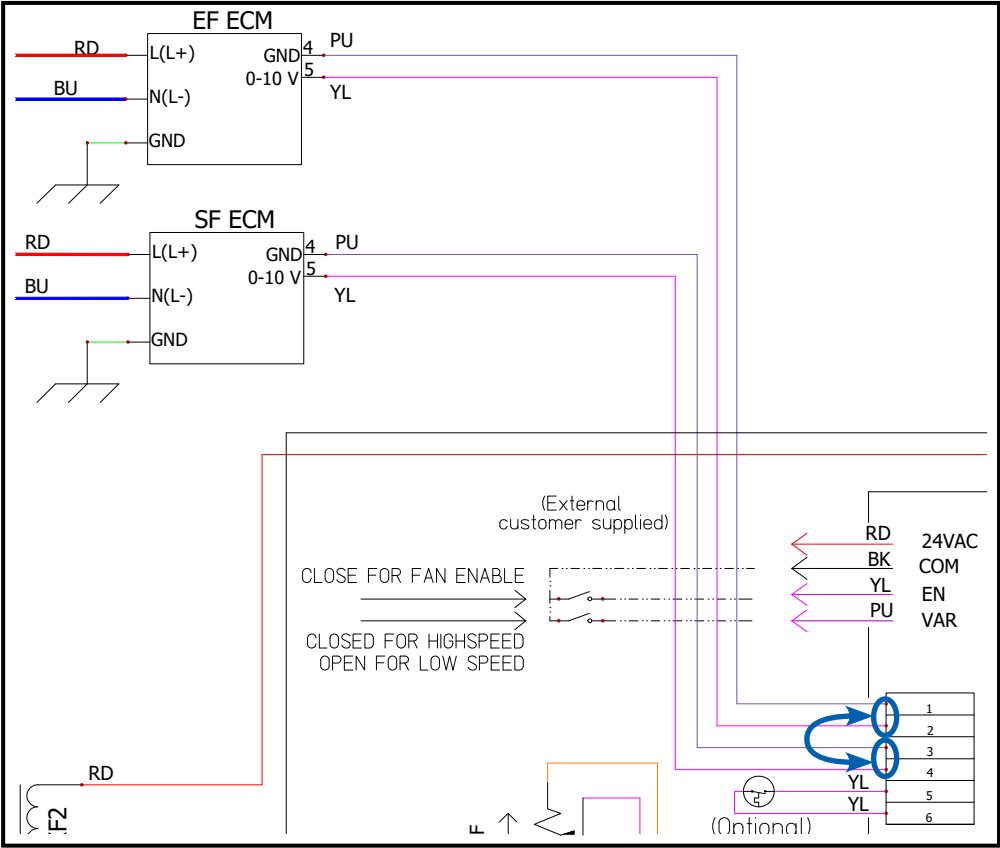 EF ECM
RD
L(L+)
GND
4
PU
0-10 V
5
YL
BU
N(L-)
GND
SF ECM
RD
L(L+)
GND
4
PU
0-10 V
5
YL
BU
N(L-)
GND
(External
customer supplied)
RD
24VAC
BK
COM
CLOSE FOR FAN ENABLE
YL
EN
PU
VAR
CLOSED FOR HIGHSPEED
OPEN FOR LOW SPEED
1
2
3
4
RD
YL
5
YL
6
(Optional)
F2
F